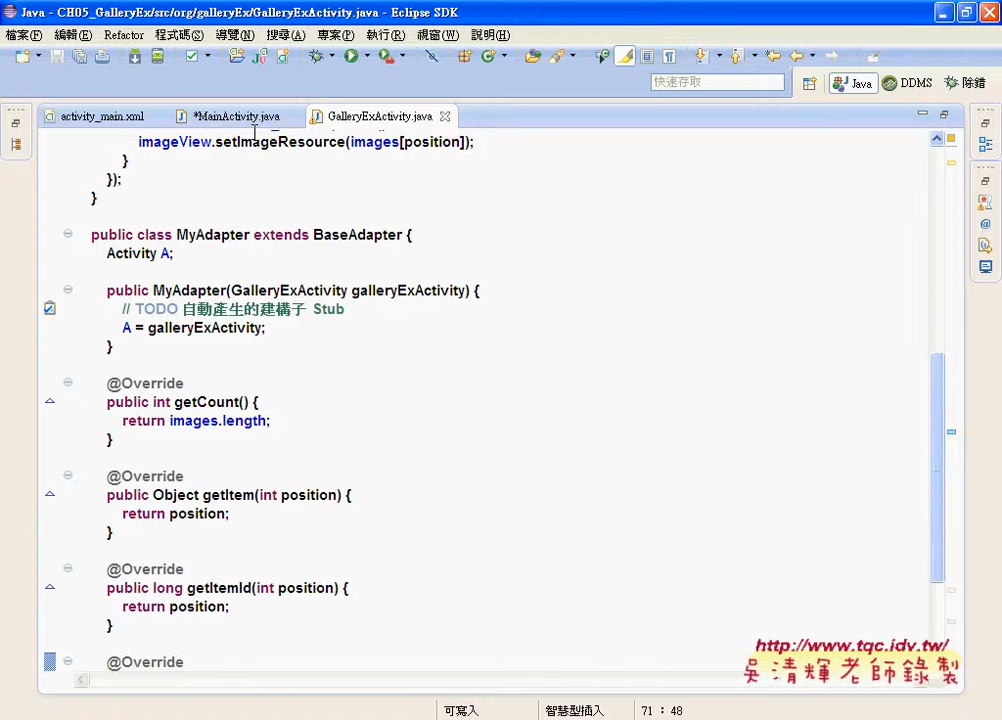 Java - CH05_GalleryEx/src/org/galleryEx/GalleryExActivity.java - Eclipse SDK
檔案(F) 編輯(E) Refactor 程式碼(S) 導覽(N) 搜尋(A) 專案(P) 執行(R) 視窗(W) 說明(H)
快速存取 Java DDMS 除錯
activity_main.xml *MainActivity.java GalleryExActivity.java
imageView.setImageResource(images[position]);
}
});
}
public class MyAdapter extends BaseAdapter {
Activity A;
public MyAdapter(GalleryExActivity galleryExActivity) {
// TODO 自動產生的建構子 Stub
A = galleryExActivity;
}
@Override
public int getCount() {
return images.length;
}
@Override
public Object getItem(int position) {
return position;
}
@Override
public long getItemId(int position) {
return position;
}
@Override
http://www.tqc.idv.tw/
吳清輝老師錄製
可寫入 智慧型插入 71 : 48